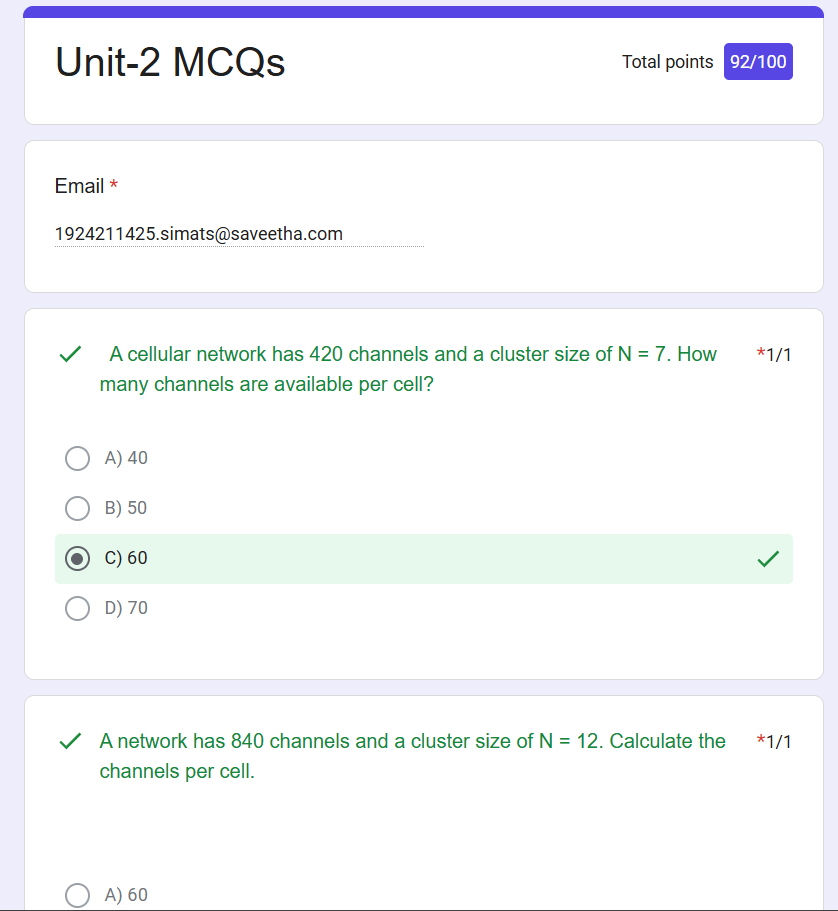 Unit-2 MCQs
Total points 92/100
Email *
1924211425.simats@saveetha.com
A cellular network has 420 channels and a cluster size of N = 7. How *1/1
many channels are available per cell?
A) 40
B) 50
C) 60
D) 70
A network has 840 channels and a cluster size of N = 12. Calculate the *1/1
channels per cell.
A) 60